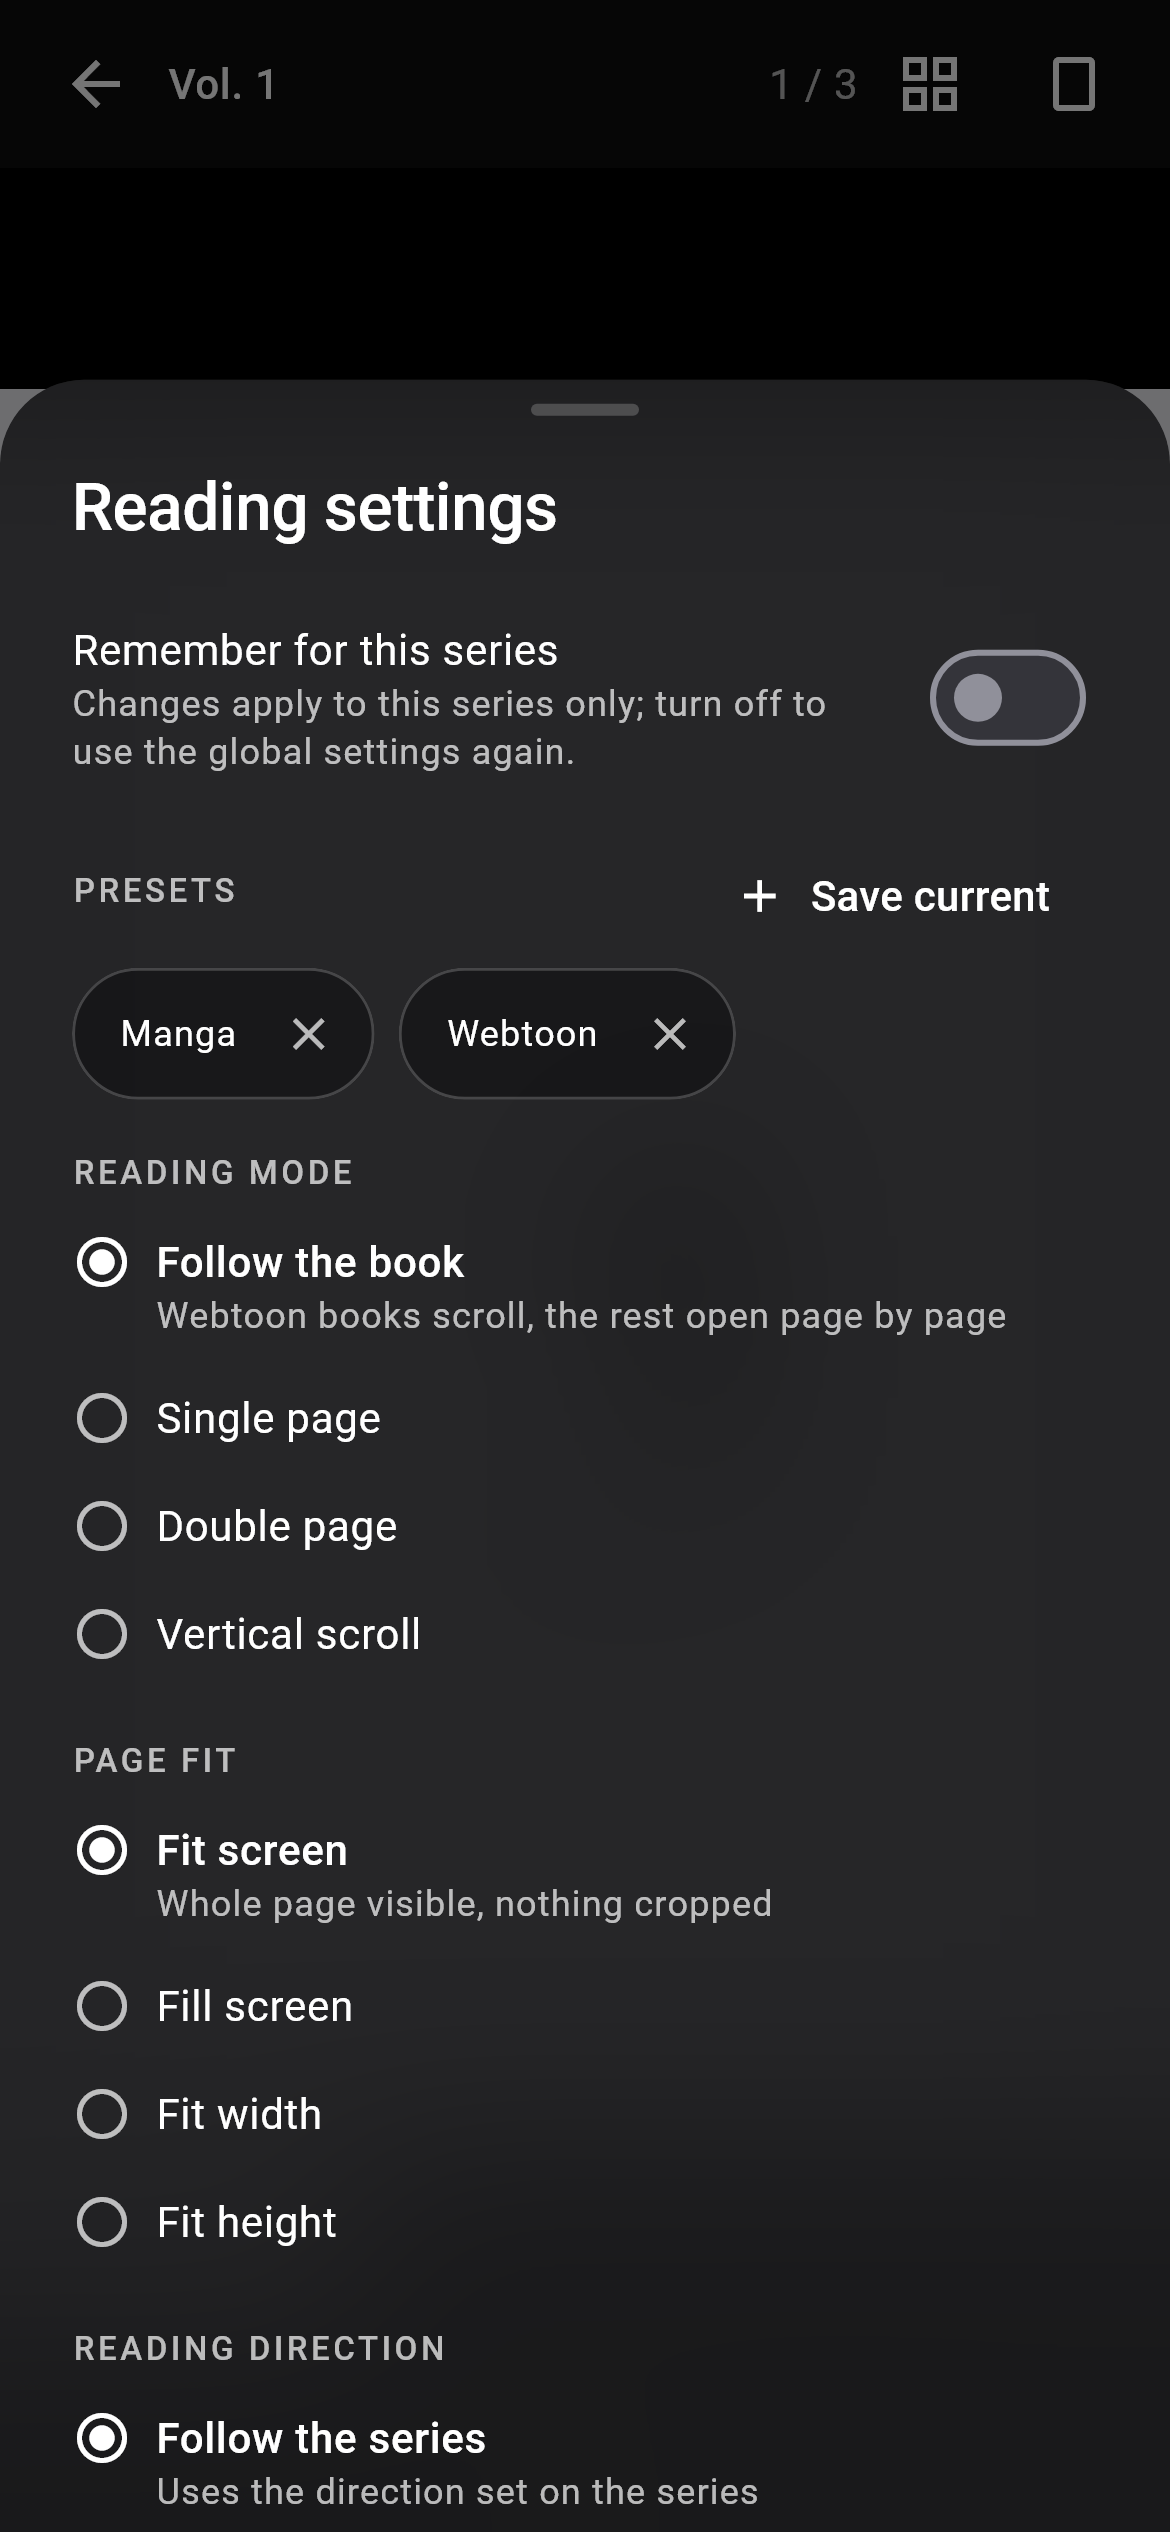 Vol. 1
1 / 3
Reading settings
Remember for this series
Changes apply to this series only; turn off to
use the global settings again.
PRESETS
Save current
Manga
Webtoon
READING MODE
Follow the book
Webtoon books scroll, the rest open page by page
Single page
Double page
Vertical scroll
PAGE FIT
Fit screen
Whole page visible, nothing cropped
Fill screen
Fit width
Fit height
READING DIRECTION
Follow the series
Uses the direction set on the series